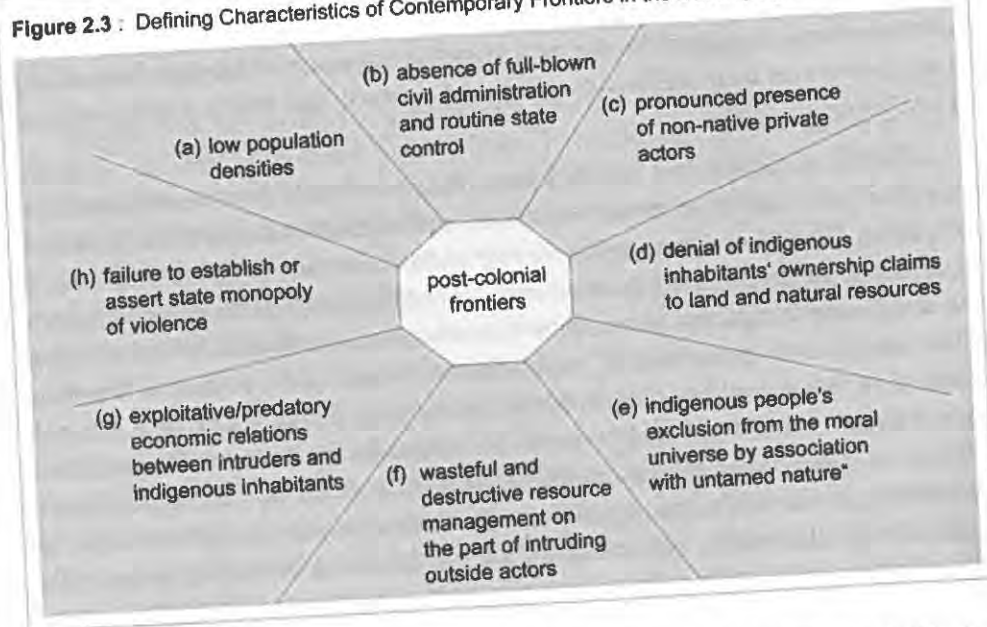 Figure 2.3 : Defining Characteristics of Contemporary Frontiers in the
(a) low population
densities
(b) absence of full-blown
civil administration
and routine state
control
(c) pronounced presence
of non-native private
actors
(d) denial of indigenous
inhabitants‘ ownership claims
to land and natural resources
(e) indigenous people's
exclusion from the moral
universe by association
with untamed nature“
(f) wasteful and
destructive resource
management on
the part of intruding
outside actors
(g) exploitative/predatory
economic relations
between intruders and
indigenous inhabitants
(h) failure to establish or
assert state monopoly
of violence
post-colonial
frontiers